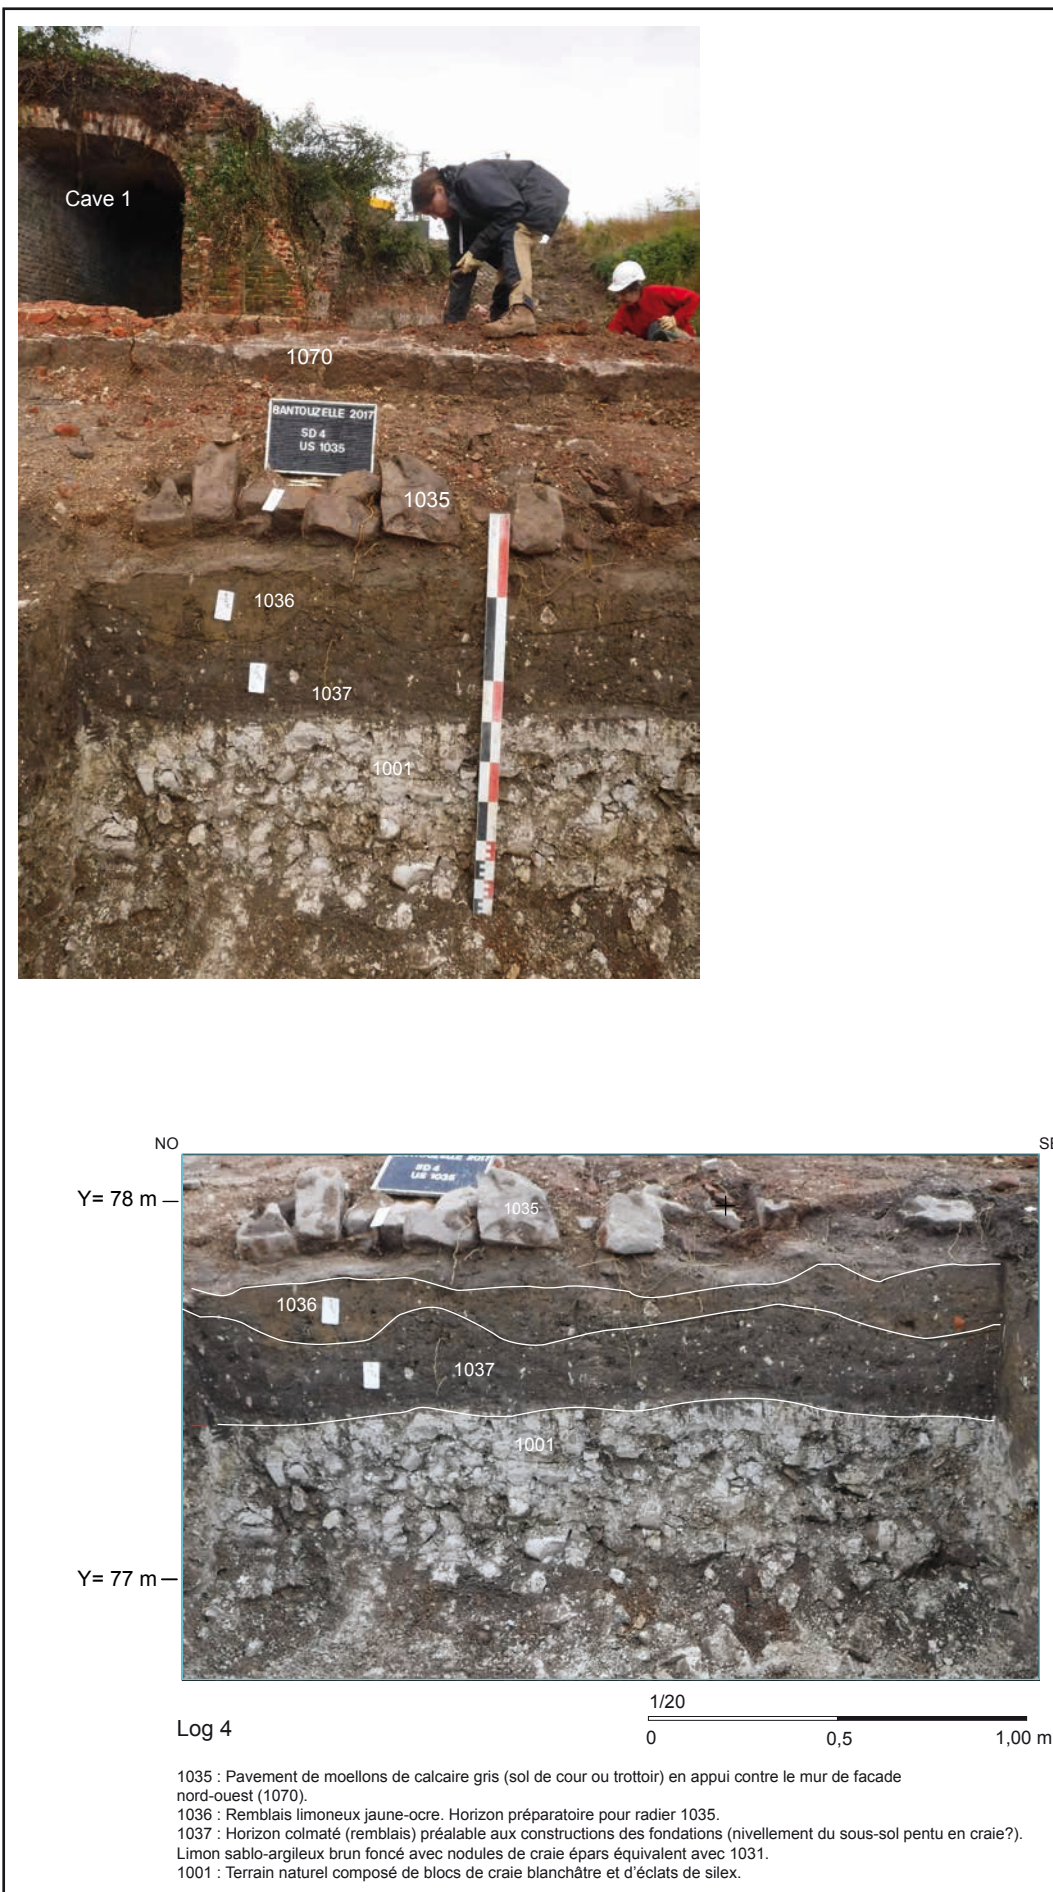 Cave 1
1070
BANTOUZELLE 2017
SD 4
US 1035
1035
1036
1037
1001
NO
SE
BANTOUZELLE 2017
SD 4
US 1035
Y= 78 m
1035
1036
1037
1001
Y= 77 m
Log 4
1/20
0 0,5 1,00 m
1035 : Pavement de moellons de calcaire gris (sol de cour ou trottoir) en appui contre le mur de facade
nord-ouest (1070).
1036 : Remblais limoneux jaune-ocre. Horizon préparatoire pour radier 1035.
1037 : Horizon colmaté (remblais) préalable aux constructions des fondations (nivellement du sous-sol pentu en craie?).
Limon sablo-argileux brun foncé avec nodules de craie épars équivalent avec 1031.
1001 : Terrain naturel composé de blocs de craie blanchâtre et d'éclats de silex.